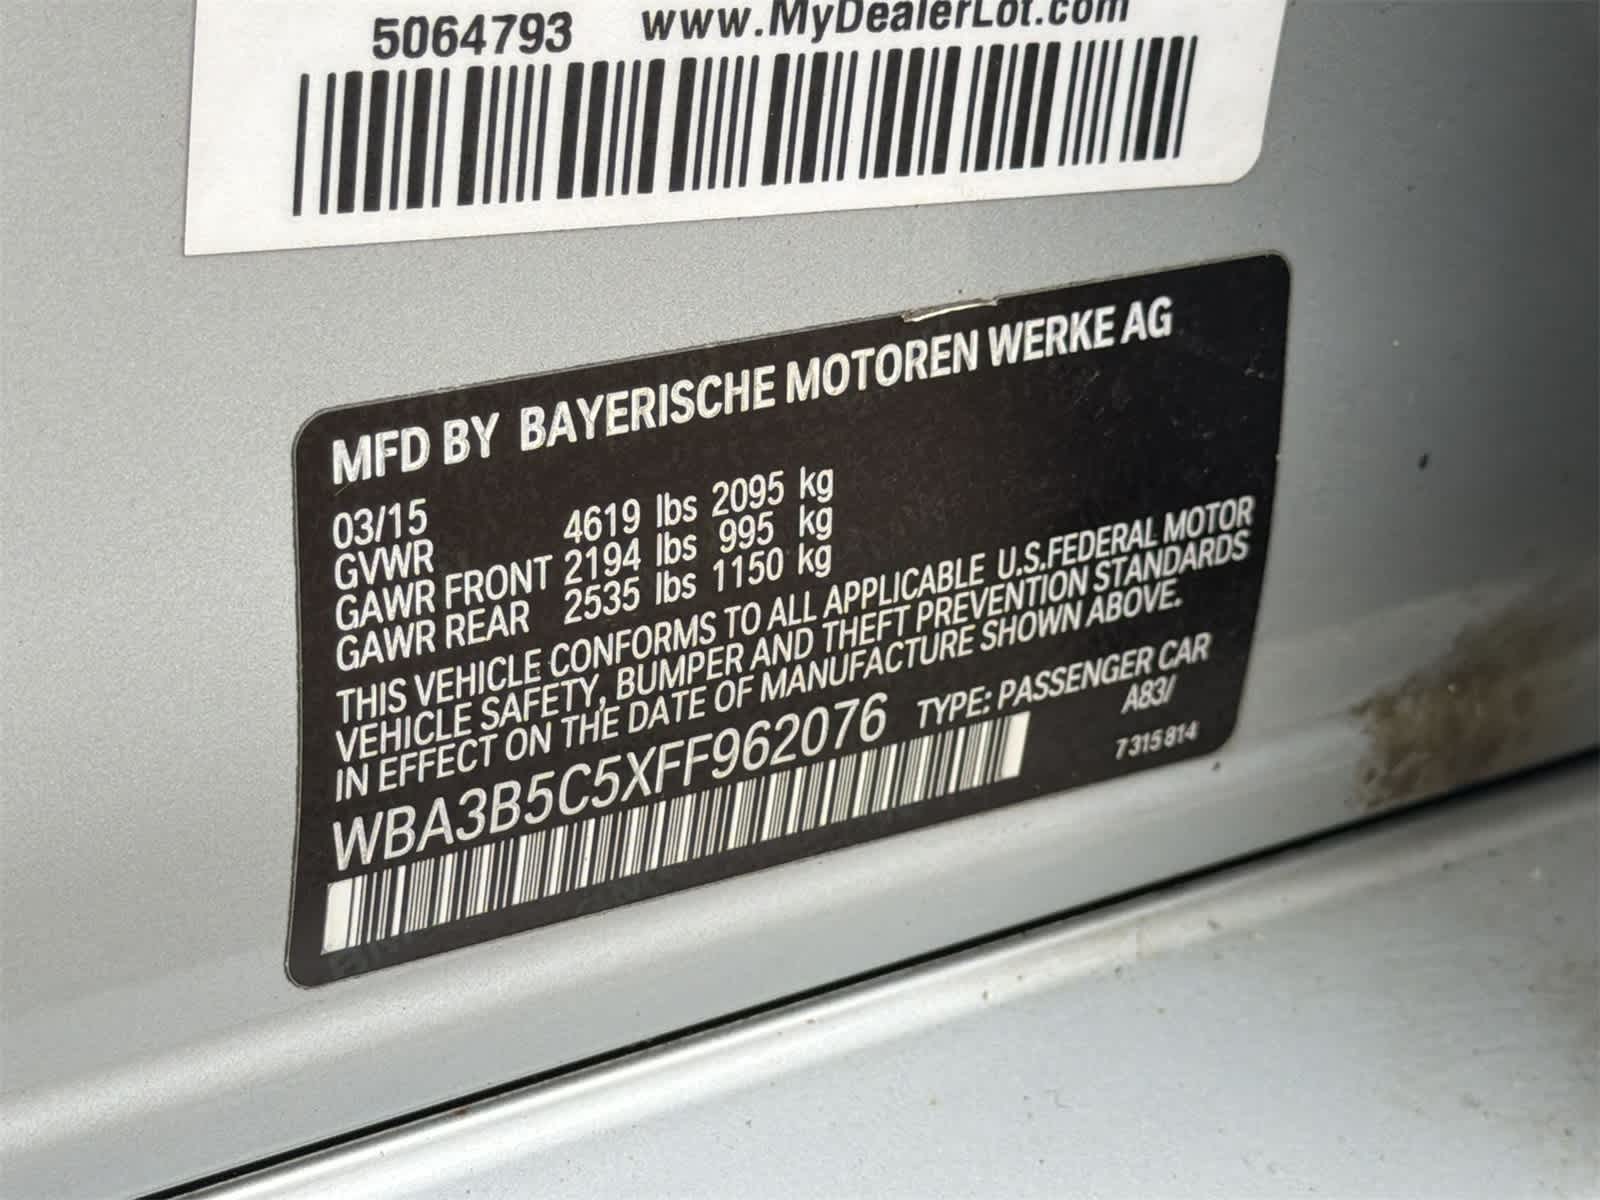 5064793 www.MyDealerLot.com
MFD BY BAYERISCHE MOTOREN WERKE AG
03/15
GVWR 4619 lbs 2095 kg
GAWR FRONT 2194 lbs 995 kg
GAWR REAR 2535 lbs 1150 kg
THIS VEHICLE CONFORMS TO ALL APPLICABLE U.S.FEDERAL MOTOR
VEHICLE SAFETY, BUMPER AND THEFT PREVENTION STANDARDS
IN EFFECT ON THE DATE OF MANUFACTURE SHOWN ABOVE.
WBA3B5C5XFF962076 TYPE: PASSENGER CAR
A83/
7 315 814